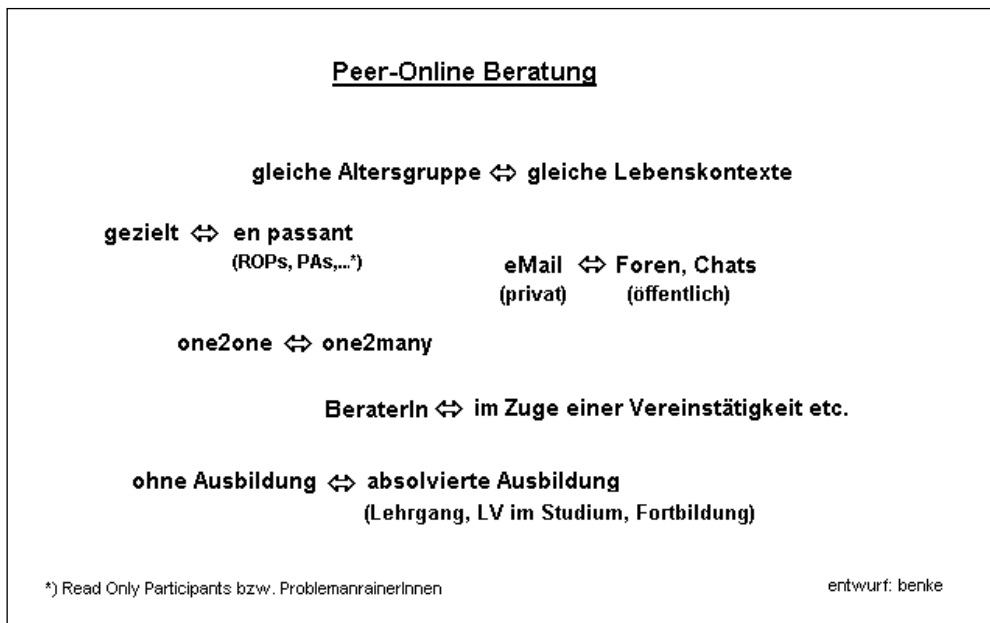 Peer-Online Beratung
gleiche Altersgruppe ⇔ gleiche Lebenskontexte
gezielt ⇔ en passant
(ROPs, PAs,...*)
eMail ⇔ Foren, Chats
(privat) (öffentlich)
one2one ⇔ one2many
BeraterIn ⇔ im Zuge einer Vereinstätigkeit etc.
ohne Ausbildung ⇔ absolvierte Ausbildung
(Lehrgang, LV im Studium, Fortbildung)
*) Read Only Participants bzw. ProblemanrainerInnen
entwurf: benke